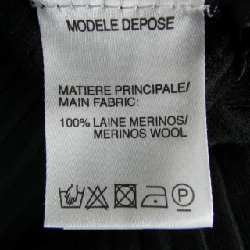 MODELE DEPOSE
MATIERE PRINCIPALE/
MAIN FABRIC:
100% LAINE MERINOS/
MERINOS WOOL
P